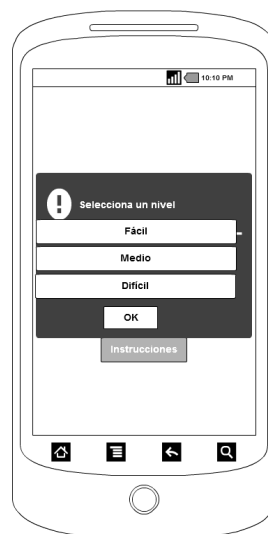 10:10 PM
Selecciona un nivel
Fácil
Medio
Difícil
OK
Instrucciones